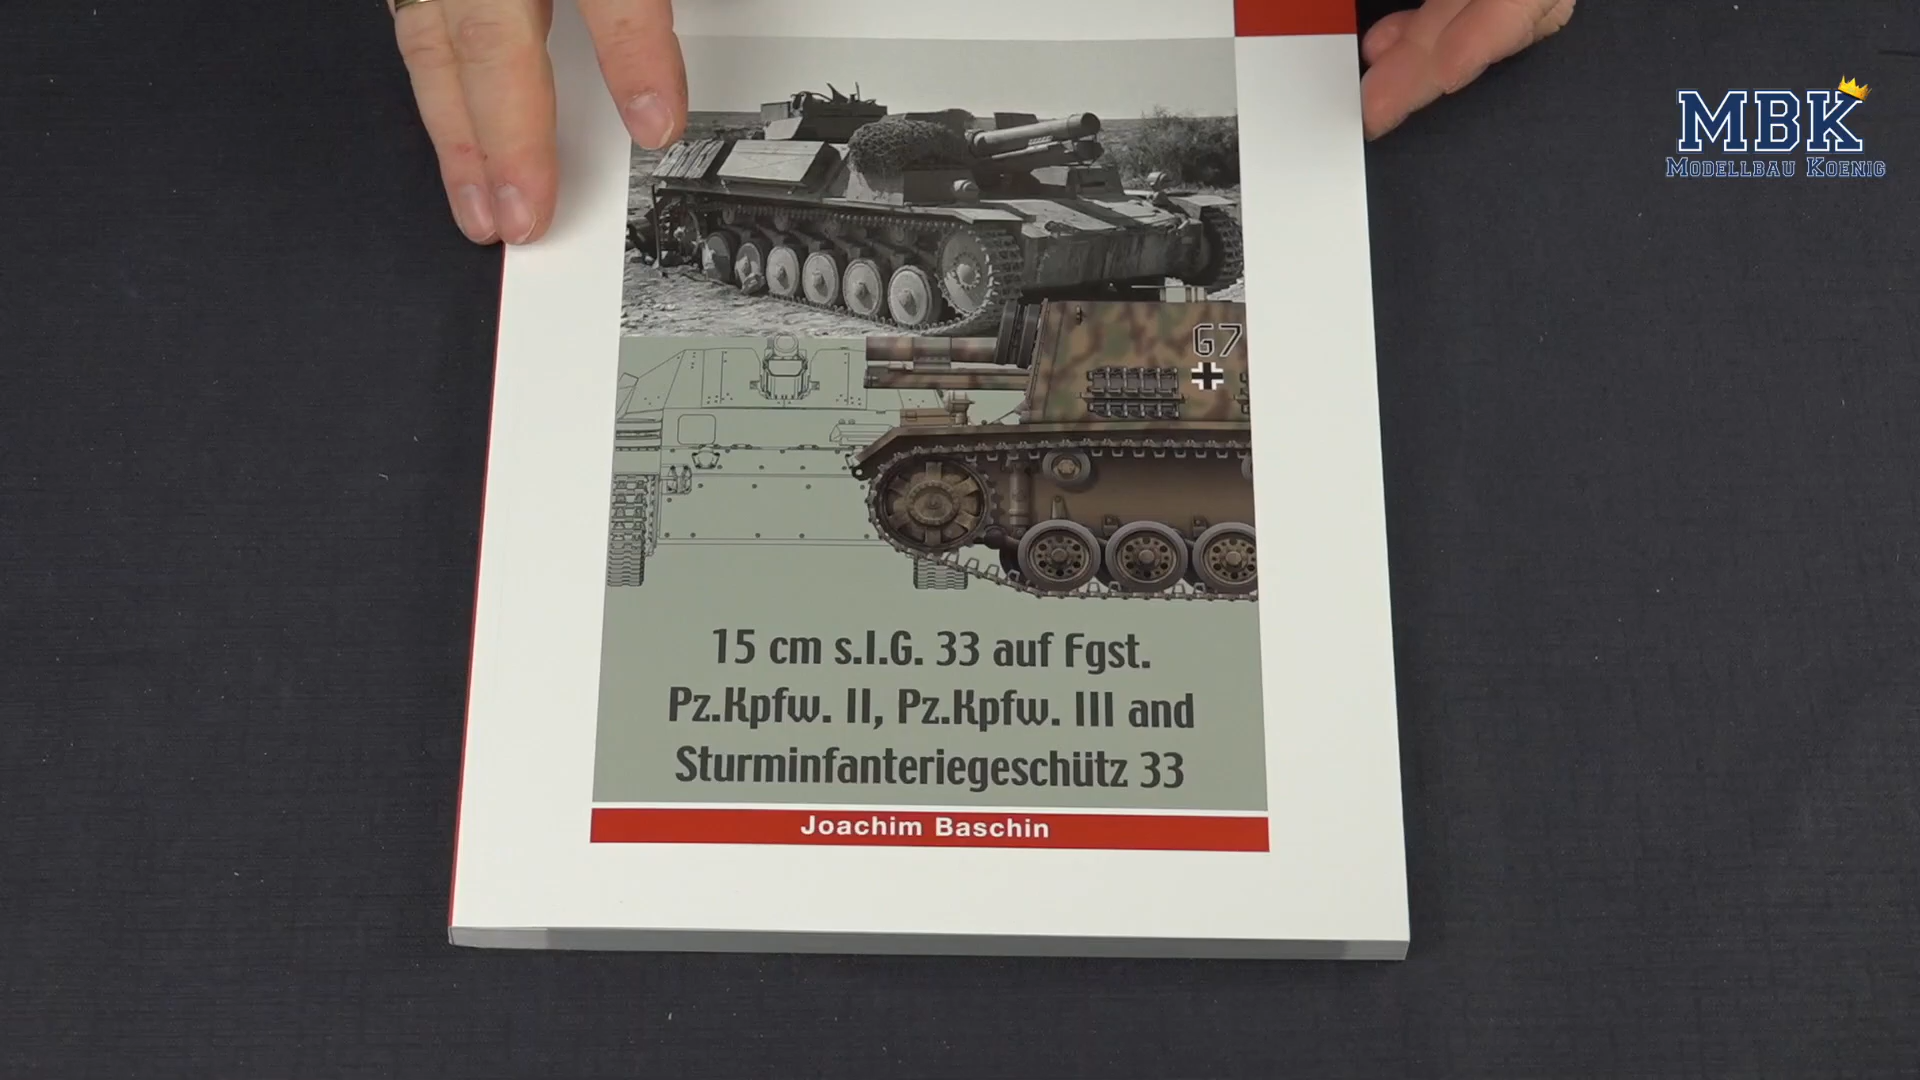 MBK
MODELLBAU KOENIG
G7
15 cm s.I.G. 33 auf Fgst.
Pz.Kpfw. II, Pz.Kpfw. III and
Sturminfanteriegeschütz 33
Joachim Baschin